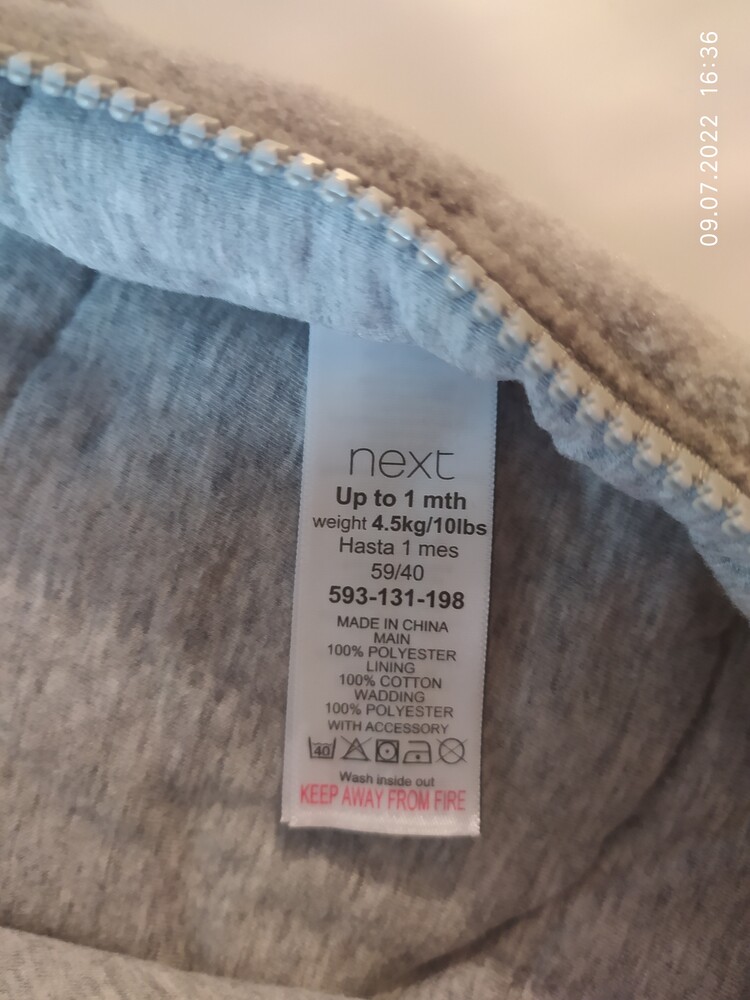 09.07.2022 16:36
next
Up to 1 mth
weight 4.5kg/10lbs
Hasta 1 mes
59/40
593-131-198
MADE IN CHINA
MAIN
100% POLYESTER
LINING
100% COTTON
WADDING
100% POLYESTER
WITH ACCESSORY
40
Wash inside out
KEEP AWAY FROM FIRE